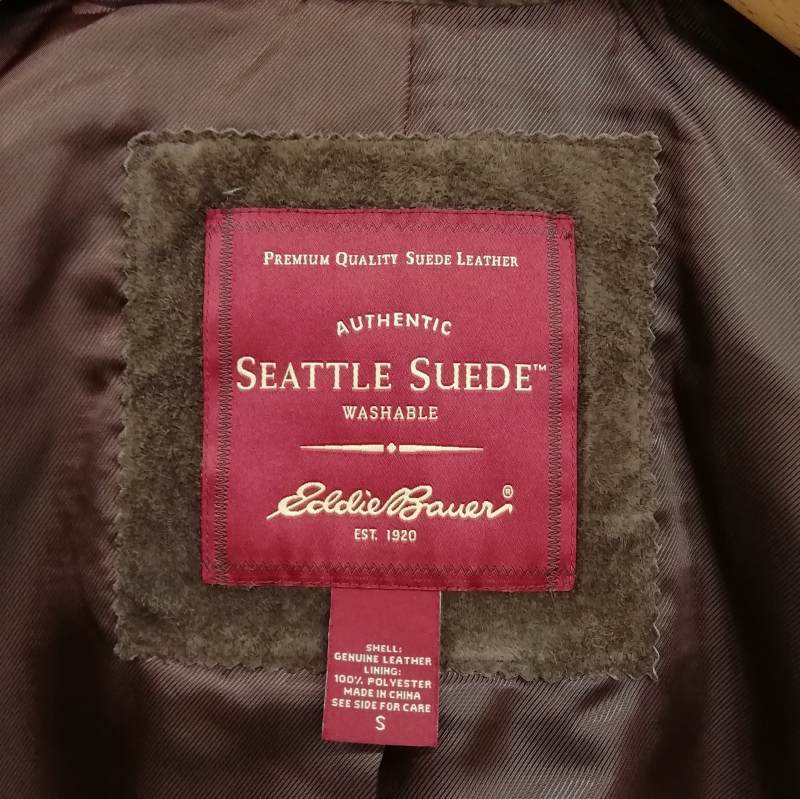 PREMIUM QUALITY SUEDE LEATHER
AUTHENTIC
SEATTLE SUEDE™
WASHABLE
Eddie Bauer®
EST. 1920
SHELL:
GENUINE LEATHER
LINING:
100% POLYESTER
MADE IN CHINA
SEE SIDE FOR CARE
S